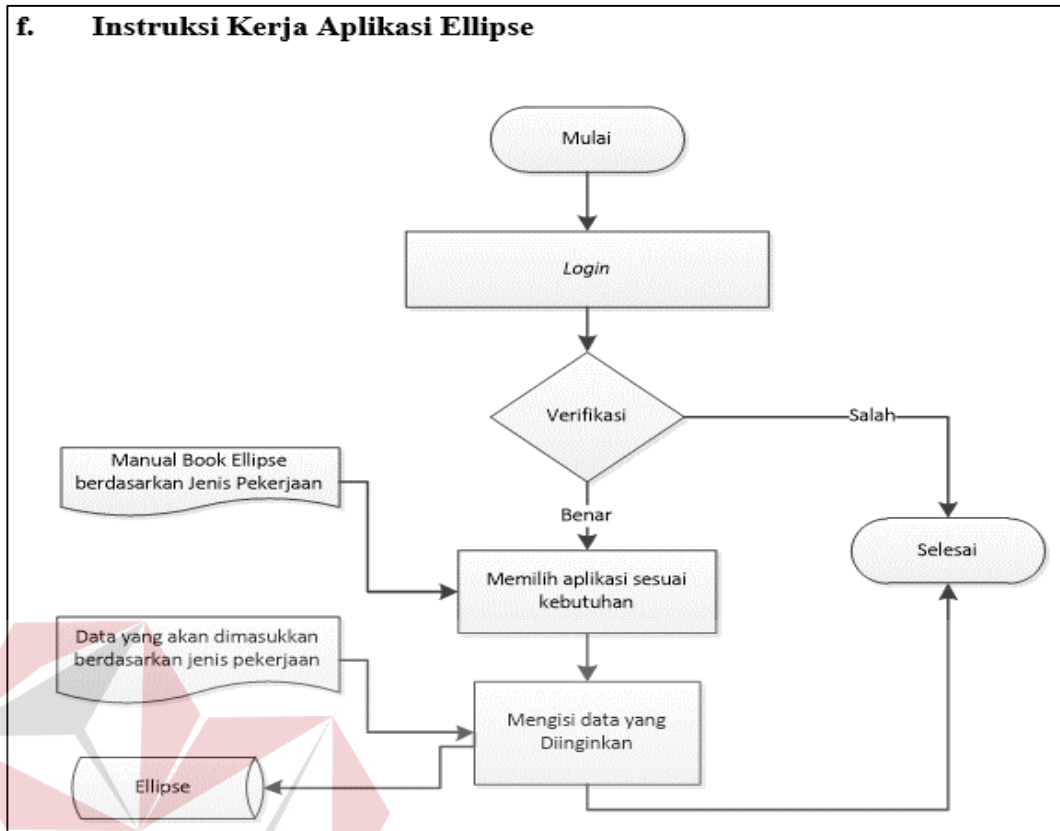 f. Instruksi Kerja Aplikasi Ellipse
Mulai
Login
Verifikasi
Salah
Manual Book Ellipse
berdasarkan Jenis Pekerjaan
Benar
Selesai
Memilih aplikasi sesuai
kebutuhan
Data yang akan dimasukkan
berdasarkan jenis pekerjaan
Mengisi data yang
Diinginkan
Ellipse